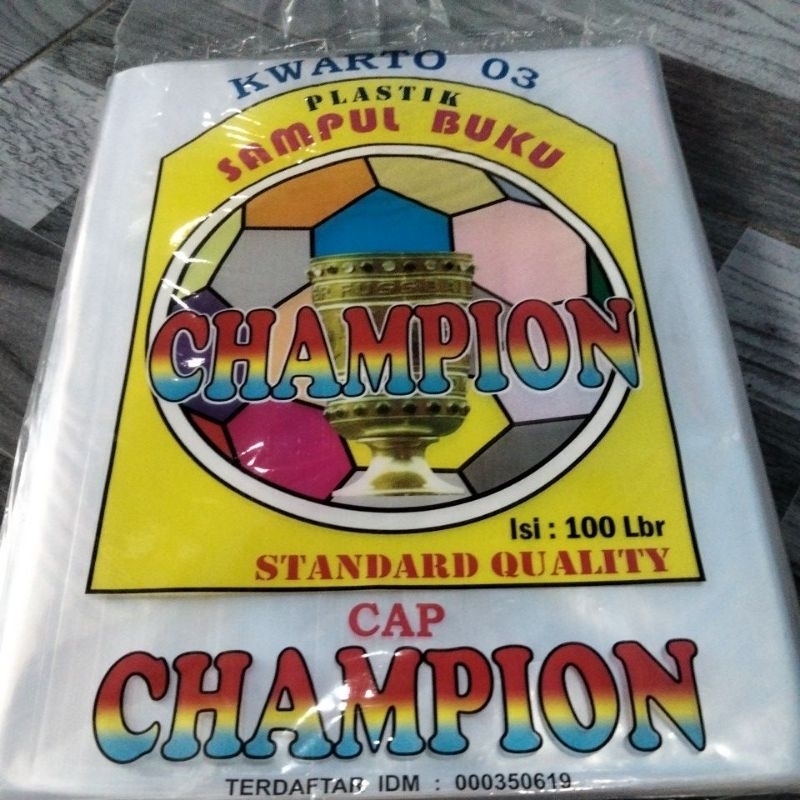 KWARTO 03
PLASTIK
SAMPUL BUKU
CHAMPION
Isi : 100 Lbr
STANDARD QUALITY
CAP
CHAMPION
TERDAFTAR IDM : 000350619